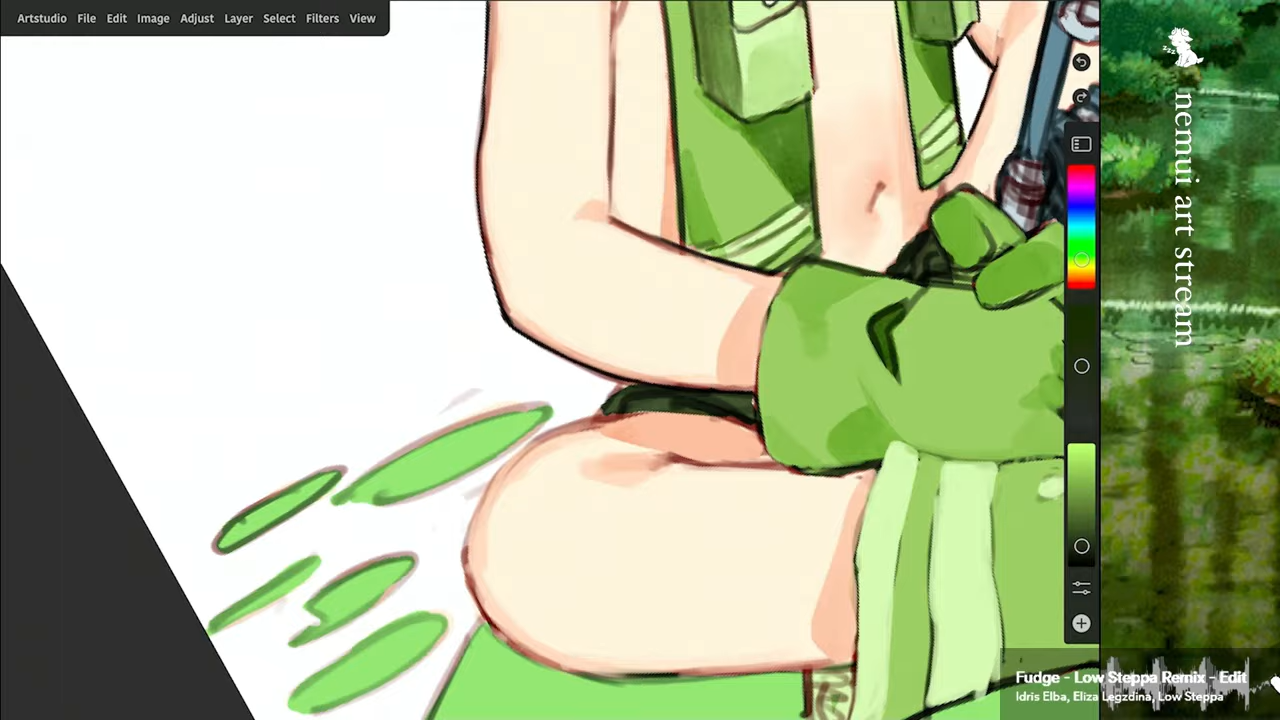 Artstudio File Edit Image Adjust Layer Select Filters View
zzz
nemui art stream
Fudge - Low Steppa Remix - Edit
Idris Elba, Eliza Legzdina, Low Steppa